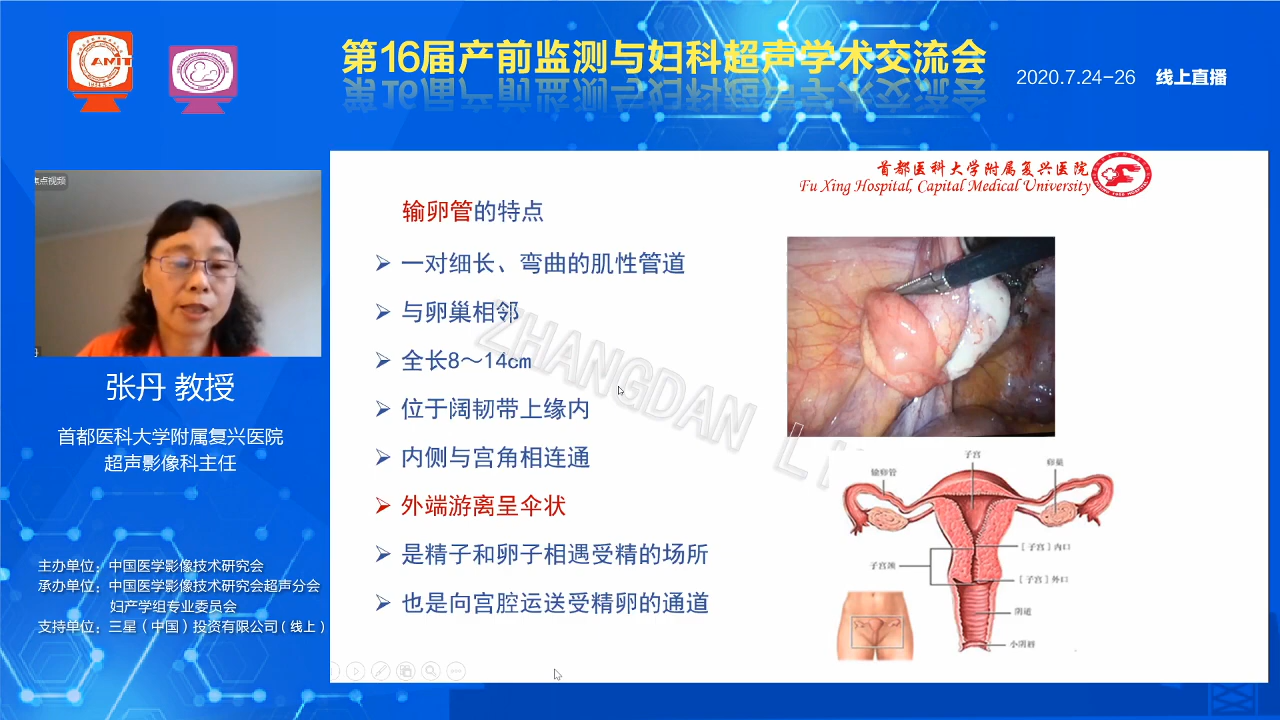 第16届产前监测与妇科超声学术交流会
2020.7.24-26 线上直播
CAMIT
焦点视频
张丹 教授
首都医科大学附属复兴医院
超声影像科主任
主办单位：中国医学影像技术研究会
承办单位：中国医学影像技术研究会超声分会
妇产学组专业委员会
支持单位：三星（中国）投资有限公司（线上）
首都医科大学附属复兴医院
Fu Xing Hospital, Capital Medical University
输卵管的特点
➢ 一对细长、弯曲的肌性管道
➢ 与卵巢相邻
➢ 全长8～14cm
➢ 位于阔韧带上缘内
➢ 内侧与宫角相连通
➢ 外端游离呈伞状
➢ 是精子和卵子相遇受精的场所
➢ 也是向宫腔运送受精卵的通道
ZHANGDAN
子宫
输卵管
卵巢
［子宫］内口
子宫颈
［子宫］外口
阴道
小阴唇